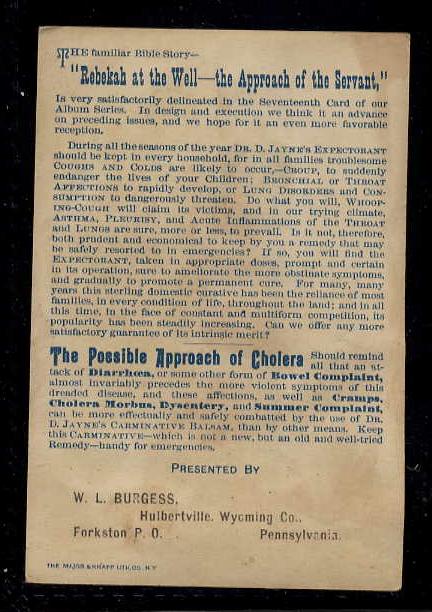 THE familiar Bible Story—
"Rebekah at the Well—the Approach of the Servant,"
Is very satisfactorily delineated in the Seventeenth Card of our
Album Series. In design and execution we think it an advance
on preceding issues, and we hope for it an even more favorable
reception.
During all the seasons of the year DR. D. JAYNE'S EXPECTORANT
should be kept in every household, for in all families troublesome
COUGHS AND COLDS are likely to occur,—CROUP, to suddenly
endanger the lives of your Children; BRONCHIAL or THROAT
AFFECTIONS to rapidly develop, or LUNG DISORDERS and CON-
SUMPTION to dangerously threaten. Do what you will, WHOOP-
ING-COUGH will claim its victims, and in our trying climate,
ASTHMA, PLEURISY, and Acute Inflammations of the THROAT
and LUNGS are sure, more or less, to prevail. Is it not, therefore,
both prudent and economical to keep by you a remedy that may
be safely resorted to in emergencies? If so, you will find the
EXPECTORANT, taken in appropriate doses, prompt and certain
in its operation, sure to ameliorate the more obstinate symptoms,
and gradually to promote a permanent cure. For many, many
years this sterling domestic curative has been the reliance of most
families, in every condition of life, throughout the land; and in all
this time, in the face of constant and multiform competition, its
popularity has been steadily increasing. Can we offer any more
satisfactory guarantee of its intrinsic merit?
The Possible Approach of Cholera Should remind
all that an at-
tack of Diarrhœa, or some other form of Bowel Complaint,
almost invariably precedes the more violent symptoms of this
dreaded disease, and these affections, as well as Cramps,
Cholera Morbus, Dysentery, and Summer Complaint,
can be more effectually and safely combatted by the use of DR.
D. JAYNE'S CARMINATIVE BALSAM, than by other means. Keep
this CARMINATIVE—which is not a new, but an old and well-tried
Remedy—handy for emergencies.
PRESENTED BY
W. L. BURGESS,
Hulbertville, Wyoming Co.,
Forkston P. O. Pennsylvania.
THE MAJOR & KNAPP LITH. CO. N.Y